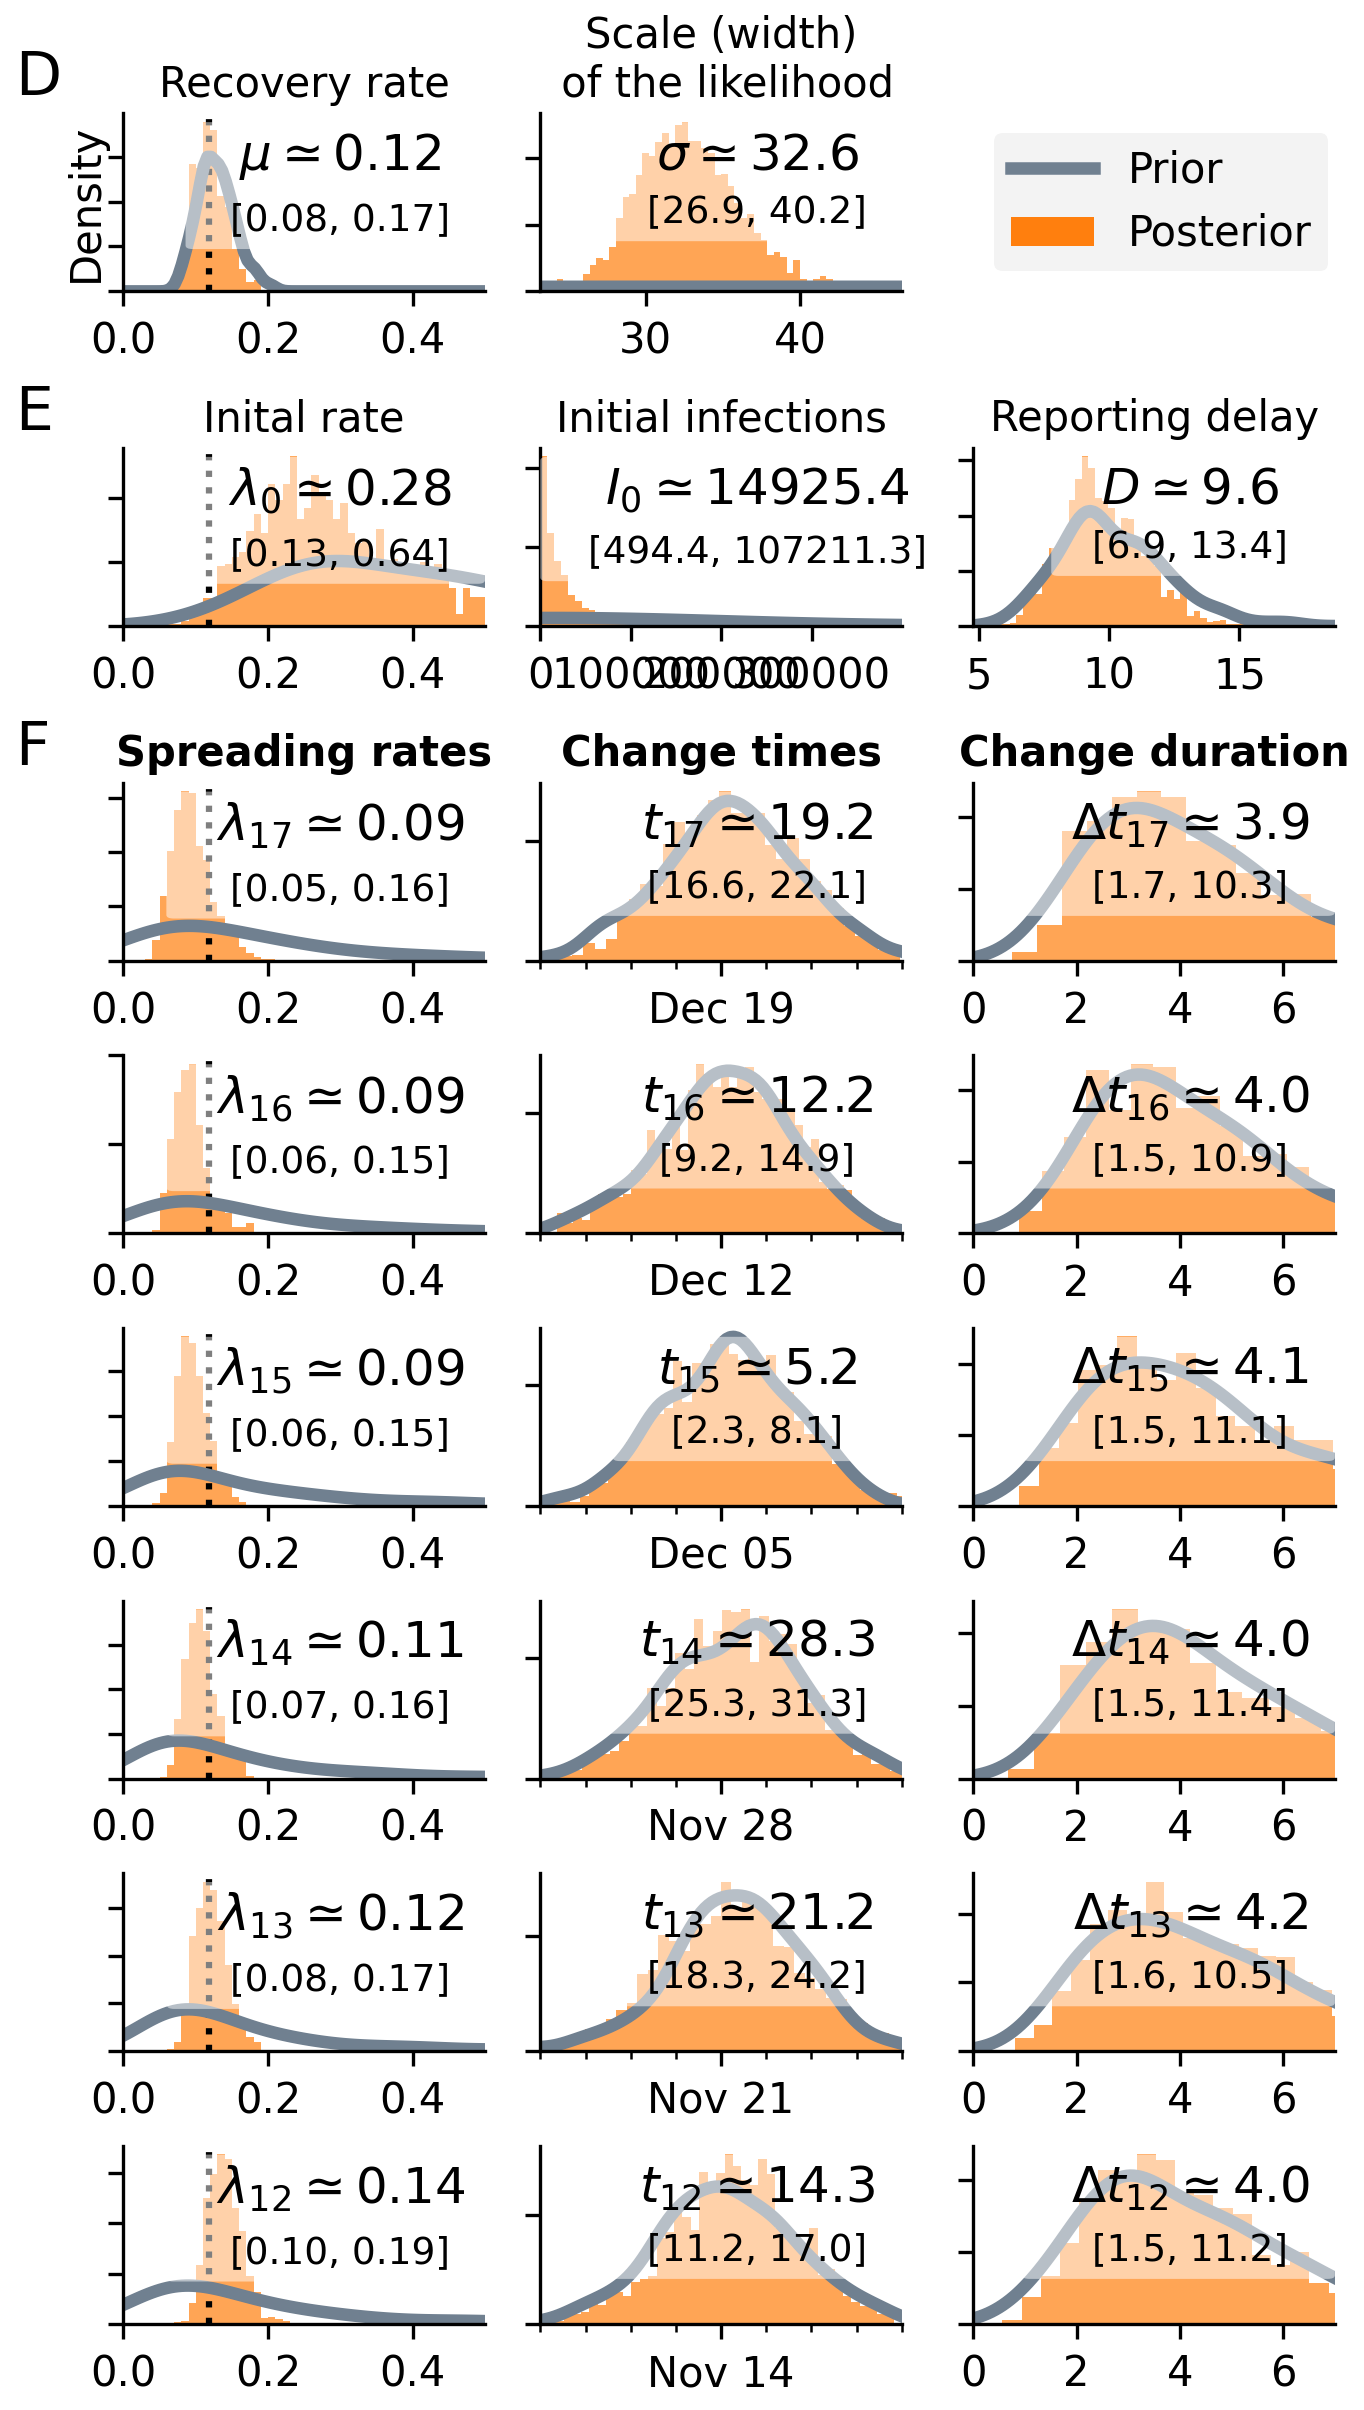 D
Recovery rate
Scale (width)
of the likelihood
Density
μ ≃ 0.12
[0.08, 0.17]
0.0 0.2 0.4
σ ≃ 32.6
[26.9, 40.2]
30 40
Prior
Posterior
E
Inital rate
λ0 ≃ 0.28
[0.13, 0.64]
0.0 0.2 0.4
Initial infections
I0 ≃ 14925.4
[494.4, 107211.3]
0 100000 200000 300000
Reporting delay
D ≃ 9.6
[6.9, 13.4]
5 10 15
F
Spreading rates Change times Change duration
λ17 ≃ 0.09
[0.05, 0.16]
0.0 0.2 0.4
t17 ≃ 19.2
[16.6, 22.1]
Dec 19
Δt17 ≃ 3.9
[1.7, 10.3]
0 2 4 6
λ16 ≃ 0.09
[0.06, 0.15]
0.0 0.2 0.4
t16 ≃ 12.2
[9.2, 14.9]
Dec 12
Δt16 ≃ 4.0
[1.5, 10.9]
0 2 4 6
λ15 ≃ 0.09
[0.06, 0.15]
0.0 0.2 0.4
t15 ≃ 5.2
[2.3, 8.1]
Dec 05
Δt15 ≃ 4.1
[1.5, 11.1]
0 2 4 6
λ14 ≃ 0.11
[0.07, 0.16]
0.0 0.2 0.4
t14 ≃ 28.3
[25.3, 31.3]
Nov 28
Δt14 ≃ 4.0
[1.5, 11.4]
0 2 4 6
λ13 ≃ 0.12
[0.08, 0.17]
0.0 0.2 0.4
t13 ≃ 21.2
[18.3, 24.2]
Nov 21
Δt13 ≃ 4.2
[1.6, 10.5]
0 2 4 6
λ12 ≃ 0.14
[0.10, 0.19]
0.0 0.2 0.4
t12 ≃ 14.3
[11.2, 17.0]
Nov 14
Δt12 ≃ 4.0
[1.5, 11.2]
0 2 4 6